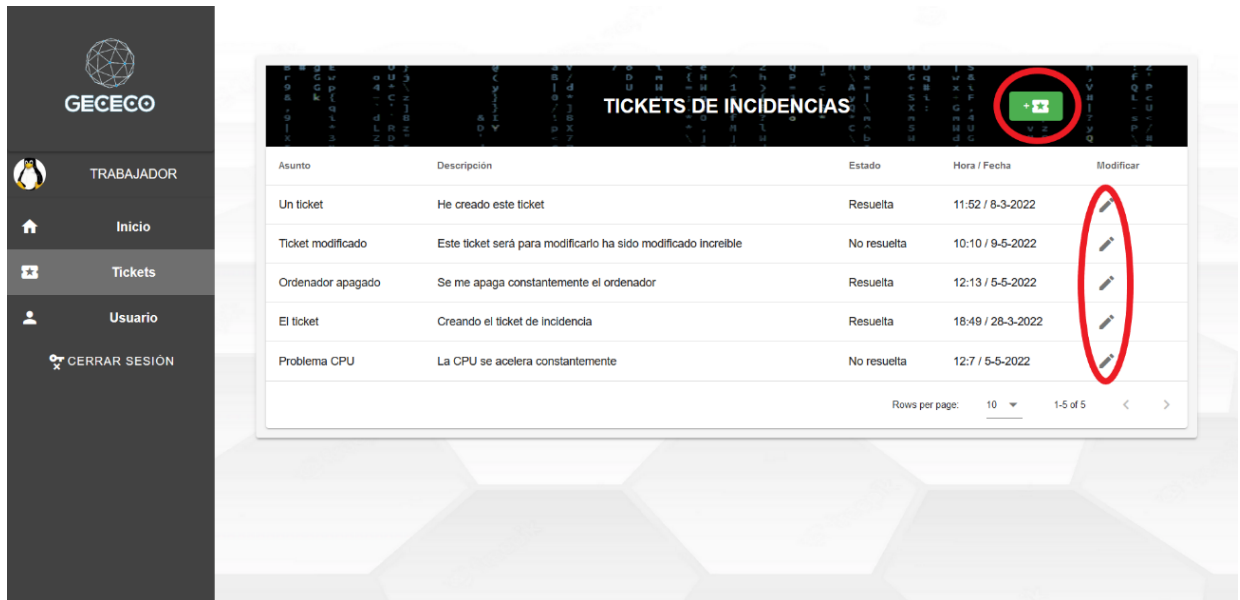 GECECO
TRABAJADOR
Inicio
Tickets
Usuario
CERRAR SESIÓN
TICKETS DE INCIDENCIAS
+
Asunto Descripción Estado Hora / Fecha Modificar
Un ticket He creado este ticket Resuelta 11:52 / 8-3-2022
Ticket modificado Este ticket será para modificarlo ha sido modificado increible No resuelta 10:10 / 9-5-2022
Ordenador apagado Se me apaga constantemente el ordenador Resuelta 12:13 / 5-5-2022
El ticket Creando el ticket de incidencia Resuelta 18:49 / 28-3-2022
Problema CPU La CPU se acelera constantemente No resuelta 12:7 / 5-5-2022
Rows per page: 10 1-5 of 5